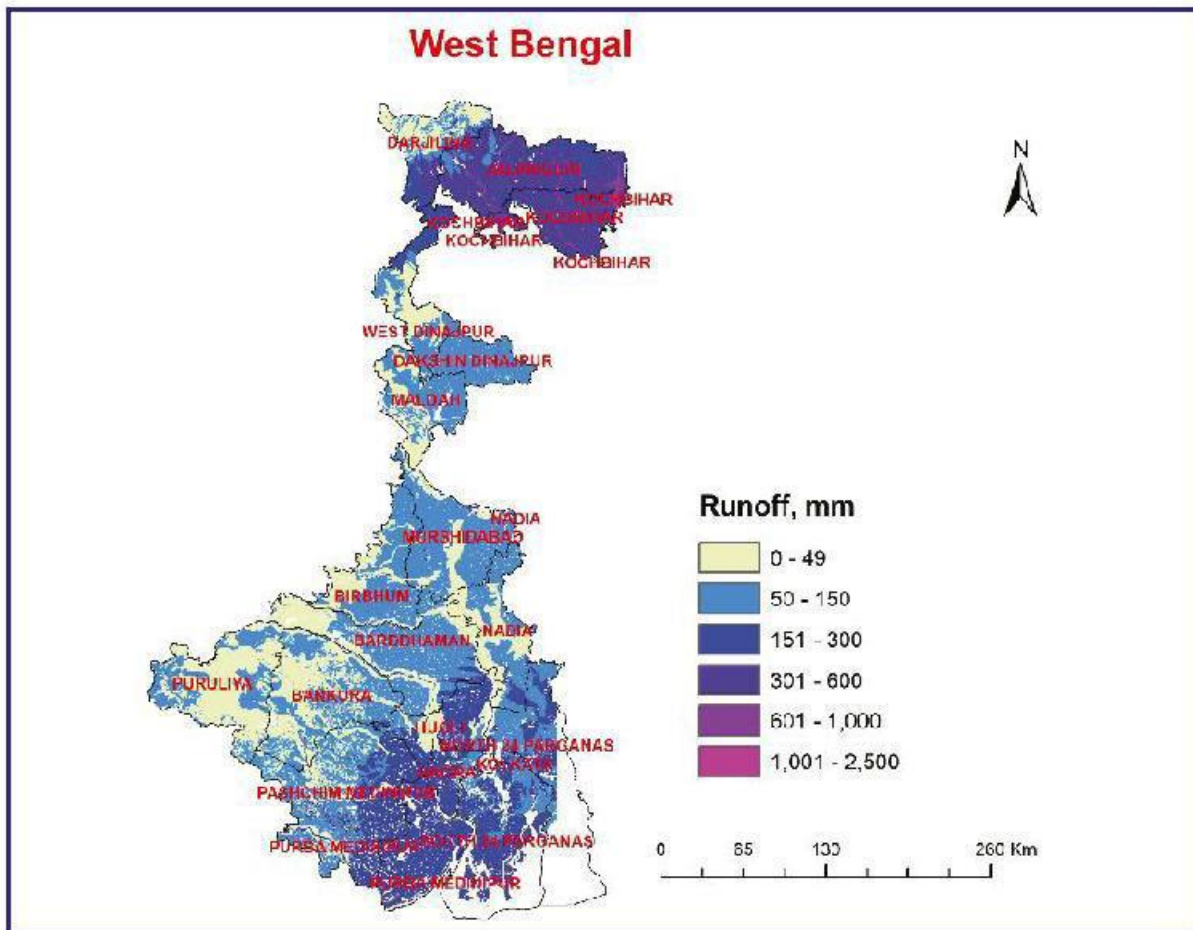 West Bengal
N
DARJILING
JALPAIGURI
KOCHBIHAR
KOCHBIHAR
KOCHBIHAR
KOCHBIHAR
KOCHBIHAR
WEST DINAJPUR
DAKSHIN DINAJPUR
MALDAH
NADIA
MURSHIDABAD
BIRBHUM
NADIA
BARDDHAMAN
PURULIYA
BANKURA
NORTH 24 PARGANAS
KOLKATA
PASHCHIM MEDINIPUR
PURBA MEDINIPUR
SOUTH 24 PARGANAS
PURBA MEDINIPUR
Runoff, mm
0 - 49
50 - 150
151 - 300
301 - 600
601 - 1,000
1,001 - 2,500
0 65 130 260 Km